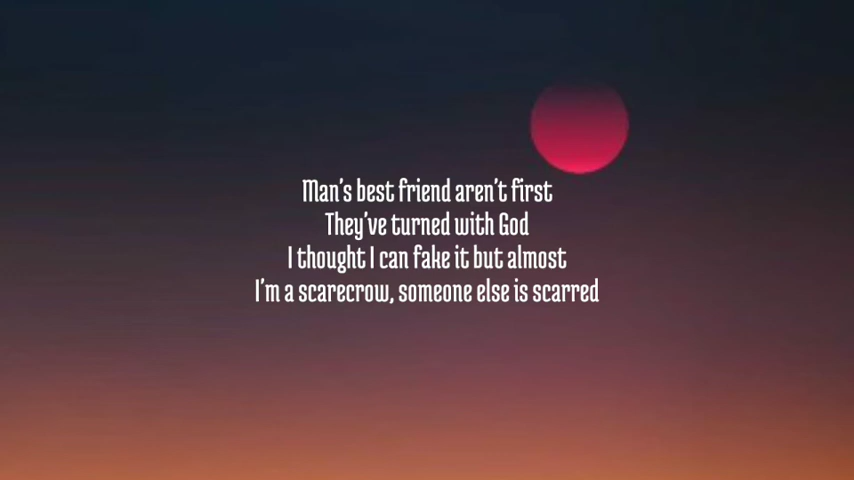 Man's best friend aren't first
They've turned with God
I thought I can fake it but almost
I'm a scarecrow, someone else is scarred